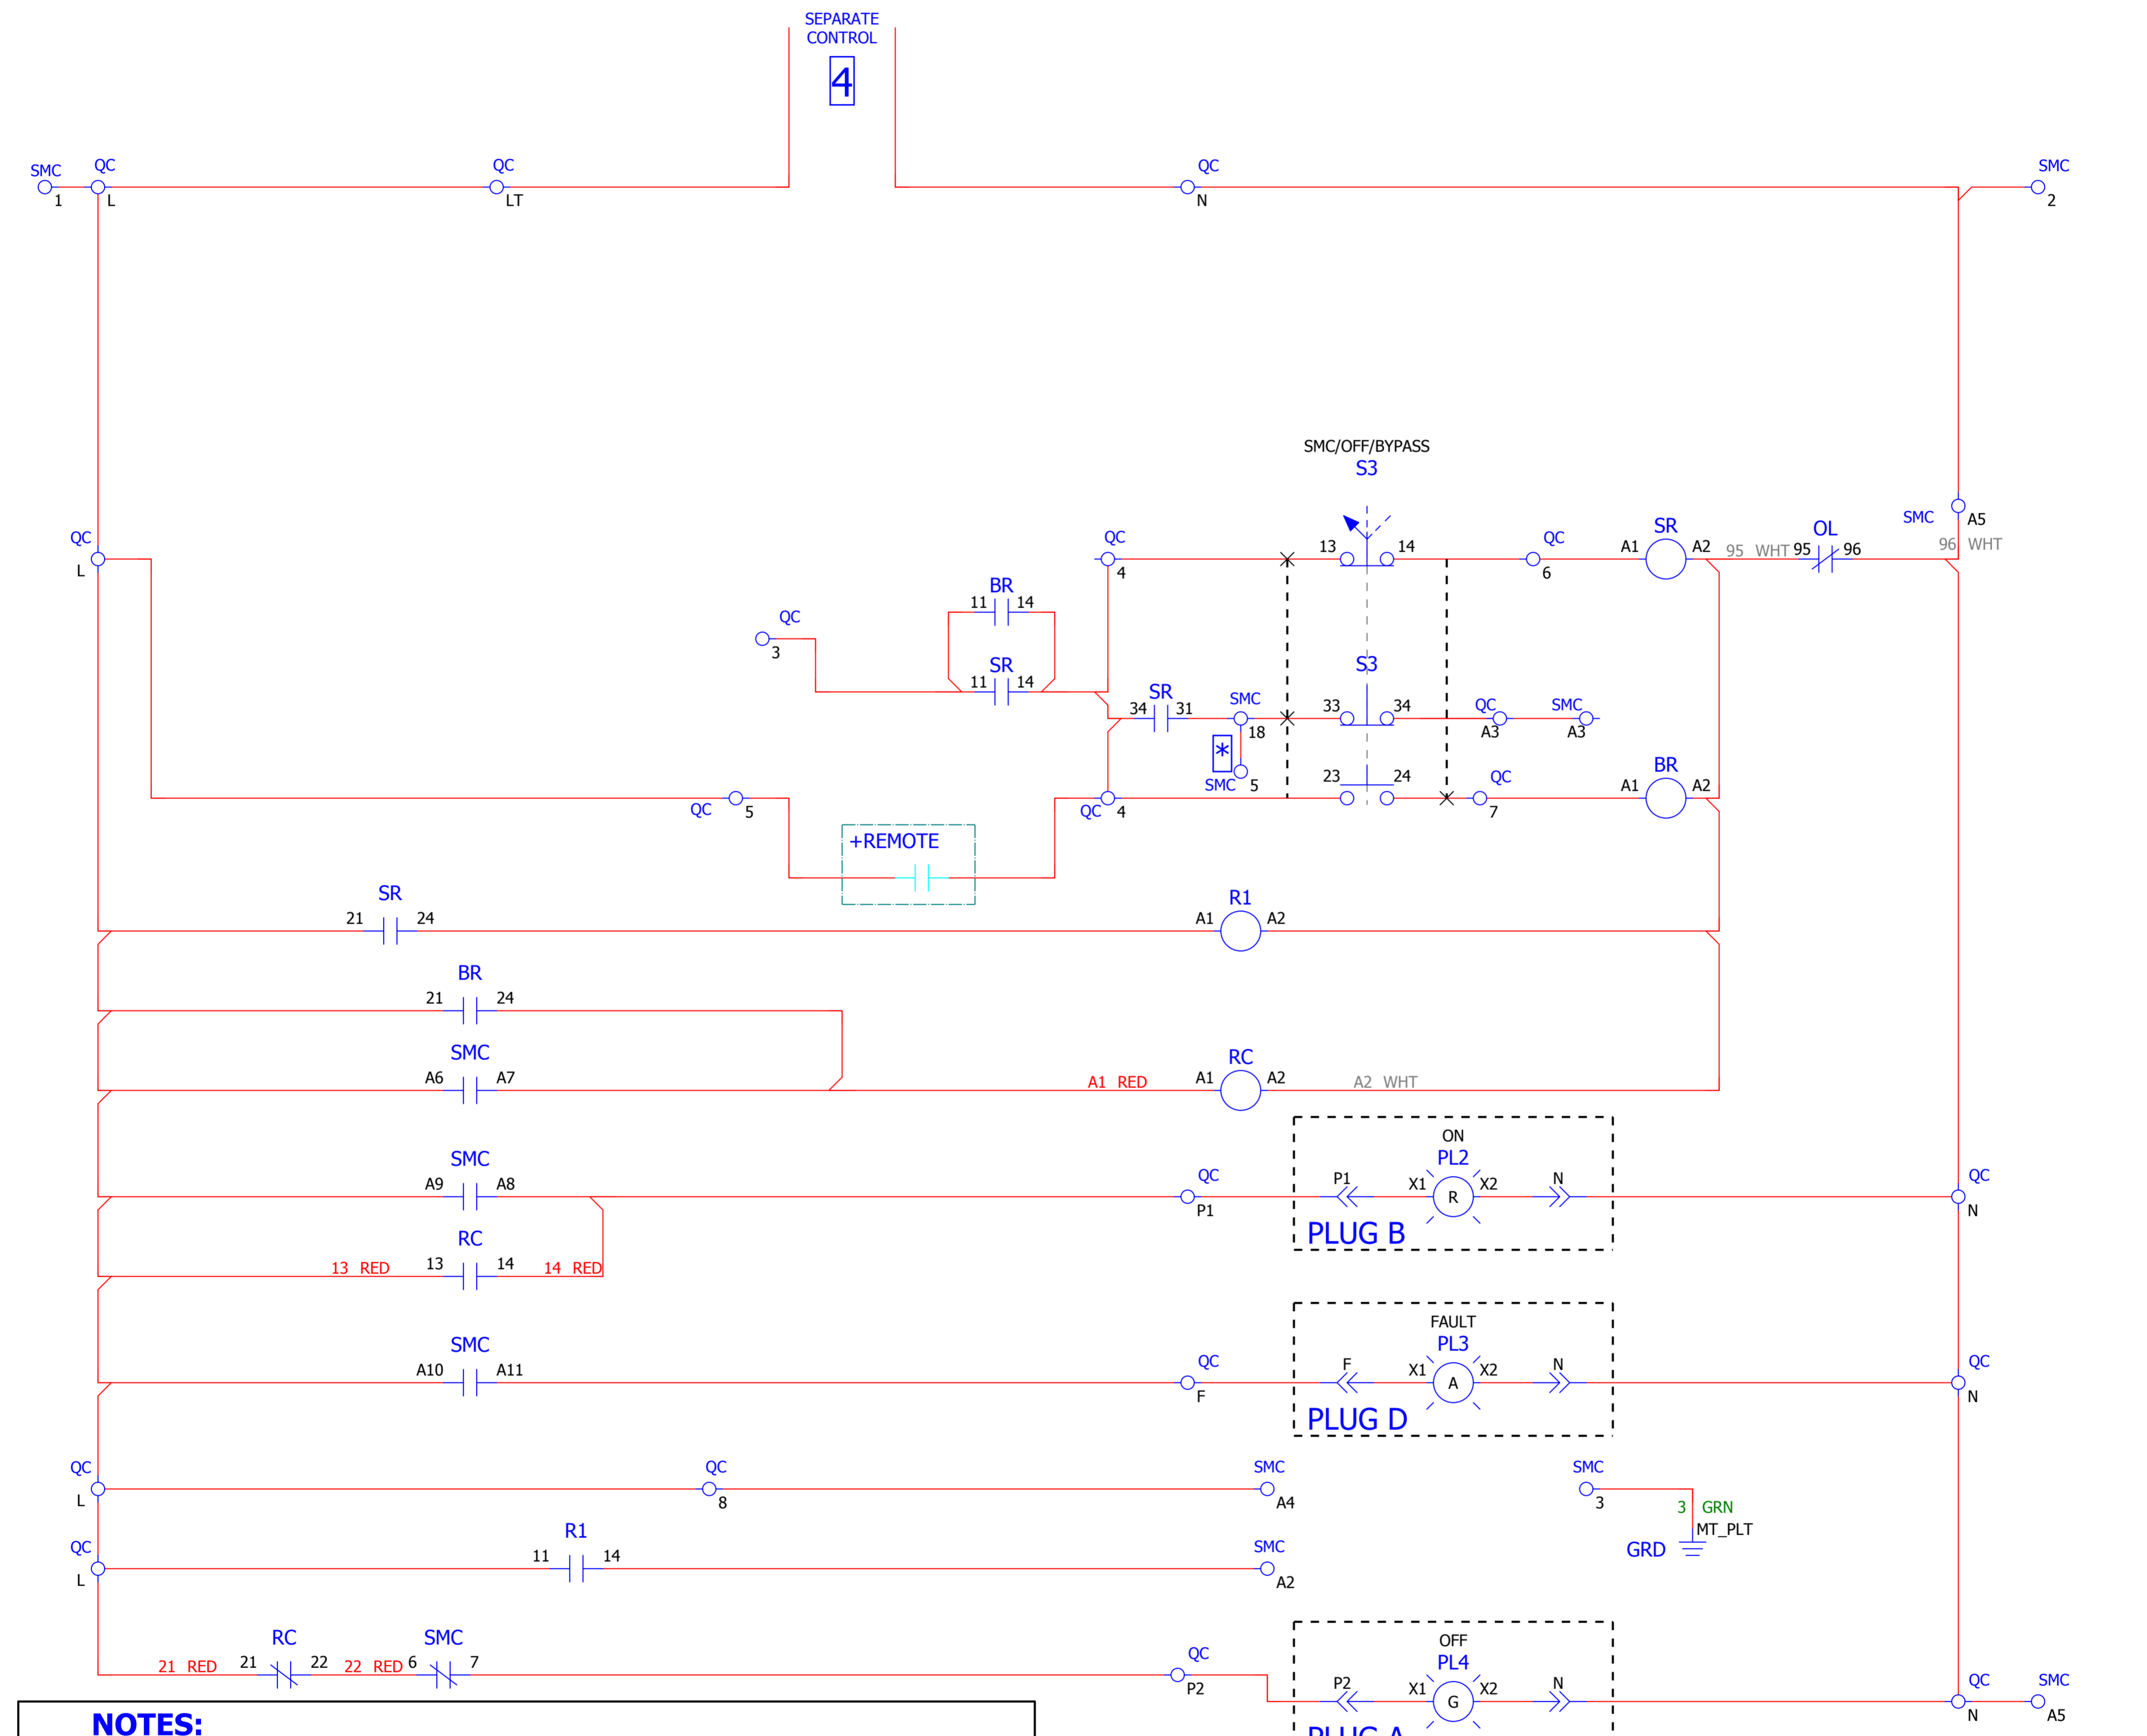 SEPARATE
CONTROL
4
SMC
QC
QC
QC
SMC
1
L
LT
N
2
SMC/OFF/BYPASS
S3
SMC
A5
QC
L
QC
4
13
14
QC
6
SR
A1
A2
95 WHT
95
OL
96
96 WHT
BR
11
14
QC
3
SR
11
14
S3
SR
34
31
SMC
18
33
34
QC
A3
SMC
A3
*
SMC
5
23
24
QC
7
BR
A1
A2
QC
5
QC
4
+REMOTE
SR
21
24
R1
A1
A2
BR
21
24
SMC
A6
A7
A1 RED
RC
A1
A2
A2 WHT
ON
PL2
SMC
A9
A8
QC
P1
P1
X1
R
X2
N
QC
N
PLUG B
RC
13 RED
13
14
14 RED
FAULT
PL3
SMC
A10
A11
QC
F
F
X1
A
X2
N
QC
N
PLUG D
QC
L
QC
8
SMC
A4
SMC
3
3 GRN
MT_PLT
GRD
QC
L
R1
11
14
SMC
A2
OFF
PL4
RC
21 RED
21
22
22 RED
SMC
6
7
QC
P2
P2
X1
G
X2
N
QC
N
SMC
A5
PLUG A
NOTES: